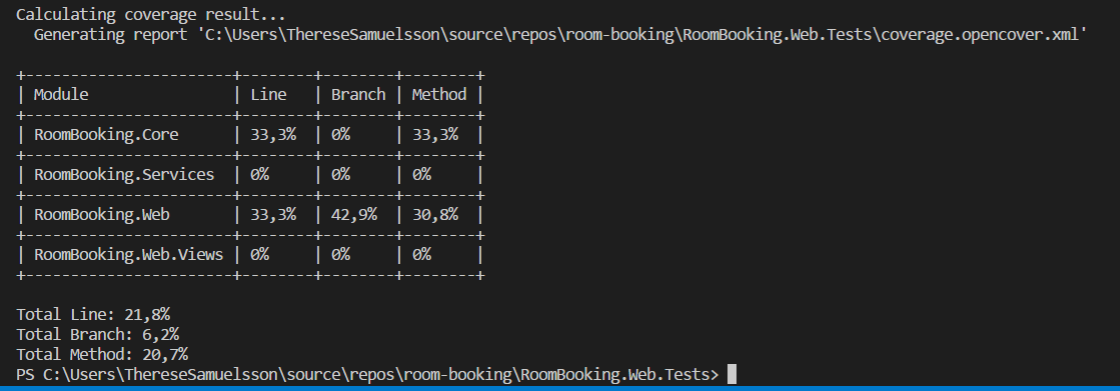 Calculating coverage result...
  Generating report 'C:\Users\ThereseSamuelsson\source\repos\room-booking\RoomBooking.Web.Tests\coverage.opencover.xml'

+-----------------------+--------+--------+--------+
| Module                | Line   | Branch | Method |
+-----------------------+--------+--------+--------+
| RoomBooking.Core      | 33,3%  | 0%     | 33,3%  |
+-----------------------+--------+--------+--------+
| RoomBooking.Services  | 0%     | 0%     | 0%     |
+-----------------------+--------+--------+--------+
| RoomBooking.Web       | 33,3%  | 42,9%  | 30,8%  |
+-----------------------+--------+--------+--------+
| RoomBooking.Web.Views | 0%     | 0%     | 0%     |
+-----------------------+--------+--------+--------+

Total Line: 21,8%
Total Branch: 6,2%
Total Method: 20,7%
PS C:\Users\ThereseSamuelsson\source\repos\room-booking\RoomBooking.Web.Tests>